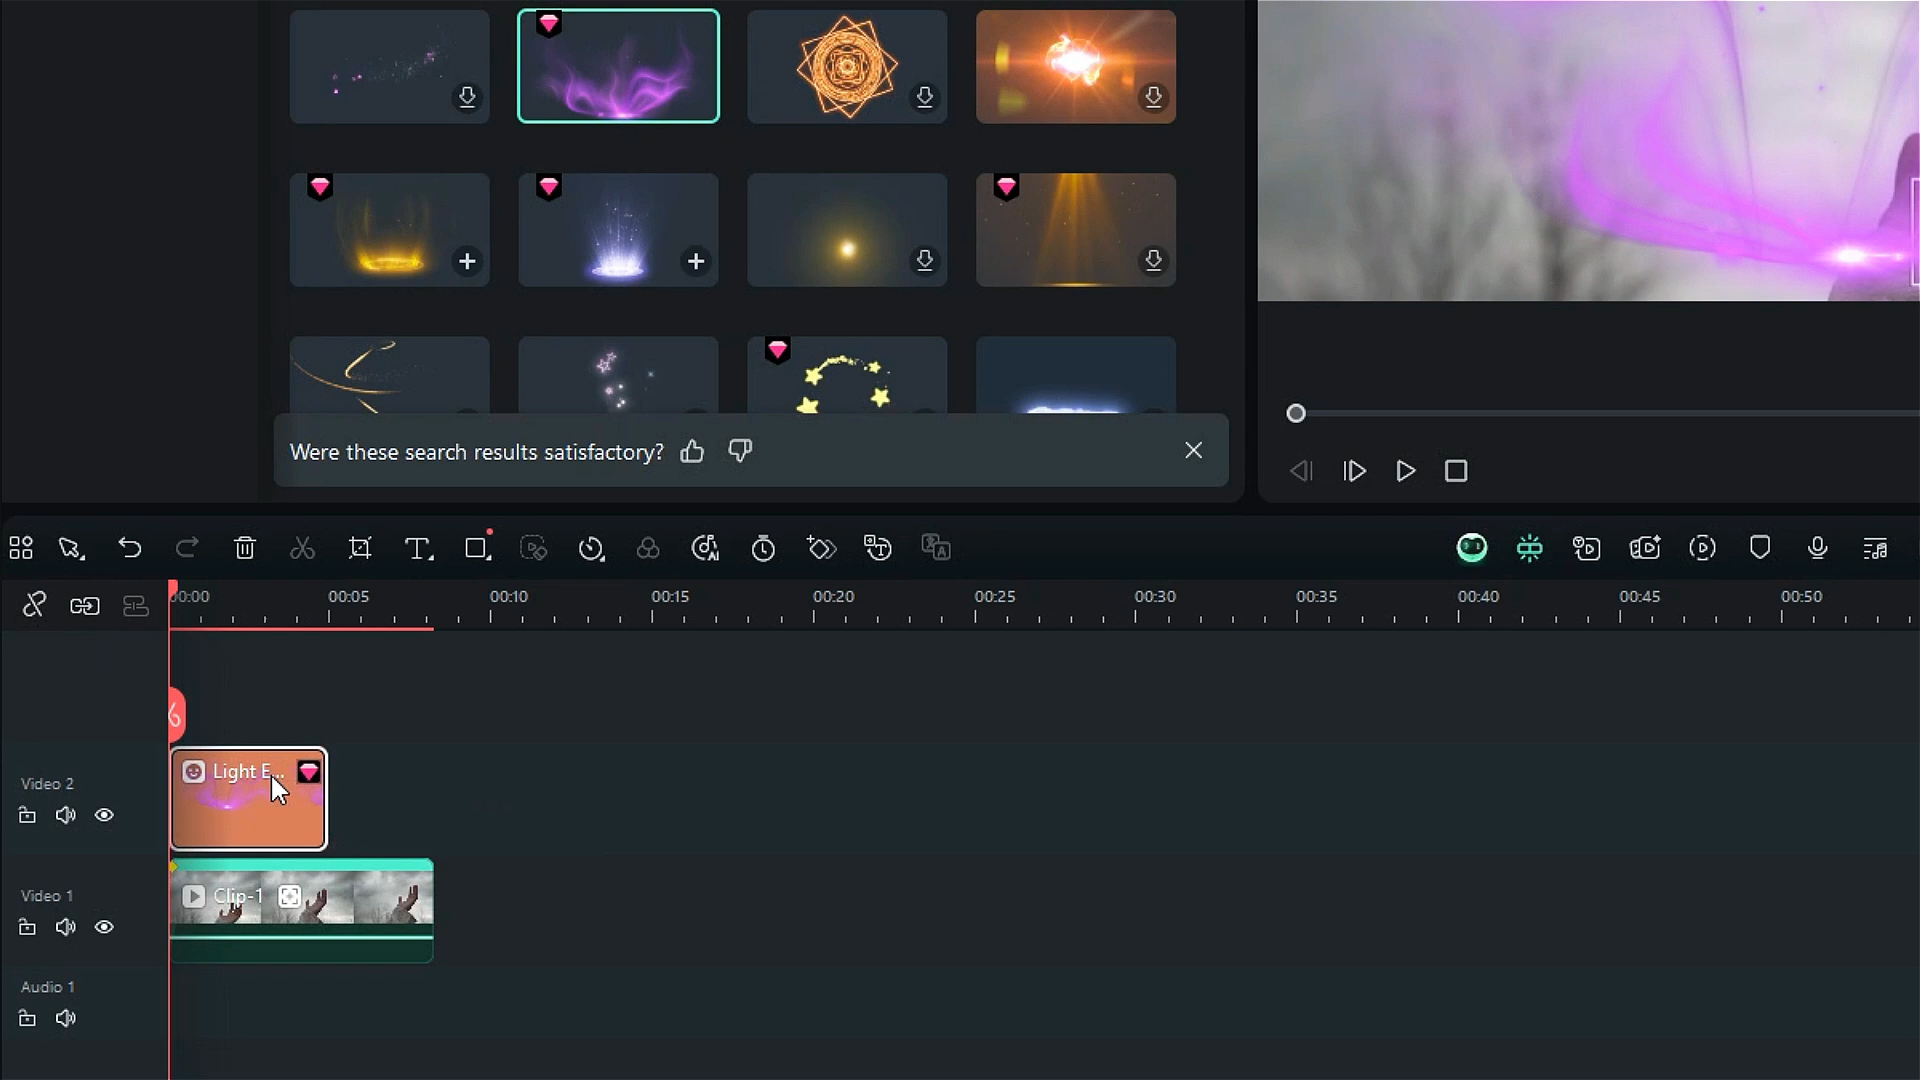 Were these search results satisfactory?
00:00
00:05
00:10
00:15
00:20
00:25
00:30
00:35
00:40
00:45
00:50
Video 2
Light E...
Video 1
Clip-1
Audio 1